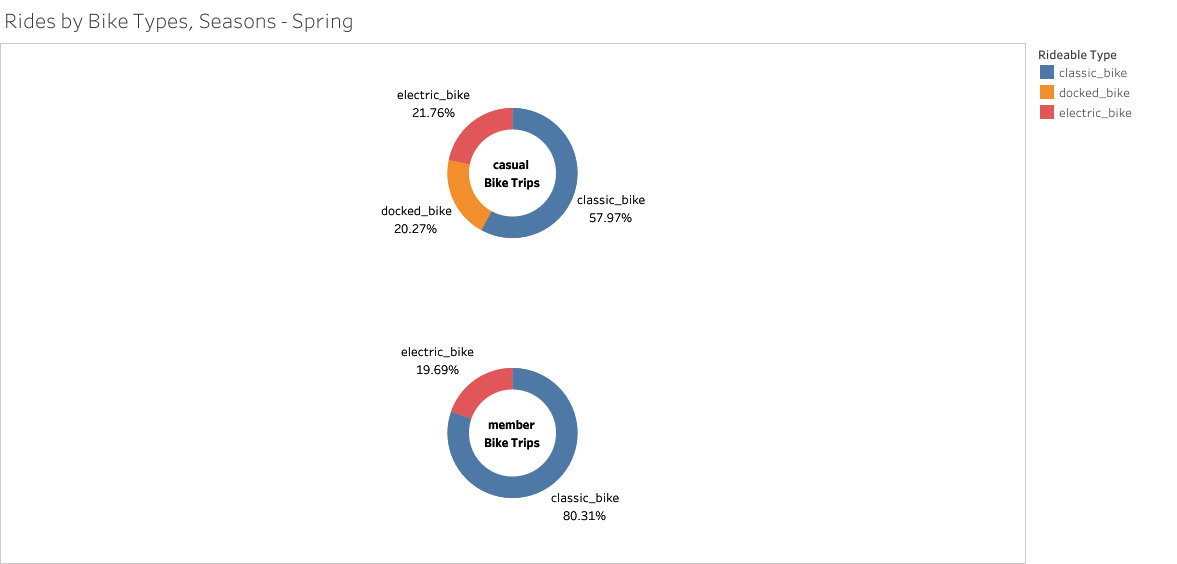 Rides by Bike Types, Seasons - Spring
Rideable Type
classic_bike
docked_bike
electric_bike
electric_bike
21.76%
casual
Bike Trips
classic_bike
57.97%
docked_bike
20.27%
electric_bike
19.69%
member
Bike Trips
classic_bike
80.31%